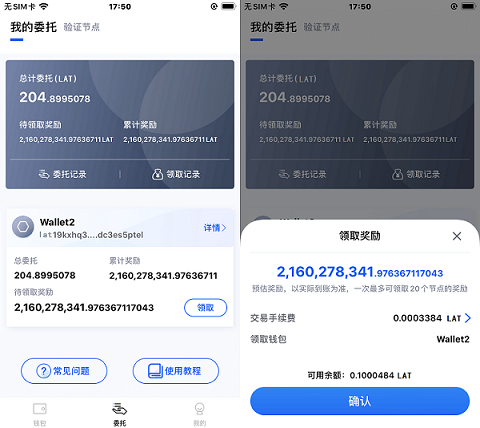 无SIM卡
17:50
我的委托 验证节点
总计委托(LAT)
204.8995078
待领取奖励 累计奖励
2,160,278,341.97636711LAT 2,160,278,341.97636711LAT
委托记录 领取记录
Wallet2
lat19kxhq3....dc3es5ptel
详情
总委托 累计奖励
204.8995078 2,160,278,341.97636711
待领取奖励
2,160,278,341.976367117043
领取
常见问题 使用教程
钱包 委托 我的
无SIM卡
17:50
我的委托 验证节点
总计委托(LAT)
204.8995078
待领取奖励 累计奖励
2,160,278,341.97636711LAT 2,160,278,341.97636711LAT
委托记录 领取记录
领取奖励
2,160,278,341.976367117043
预估奖励，以实际到账为准，一次最多可领取20个节点的奖励
交易手续费 0.0003384 LAT
领取钱包 Wallet2
可用余额：0.1000484 LAT
确认